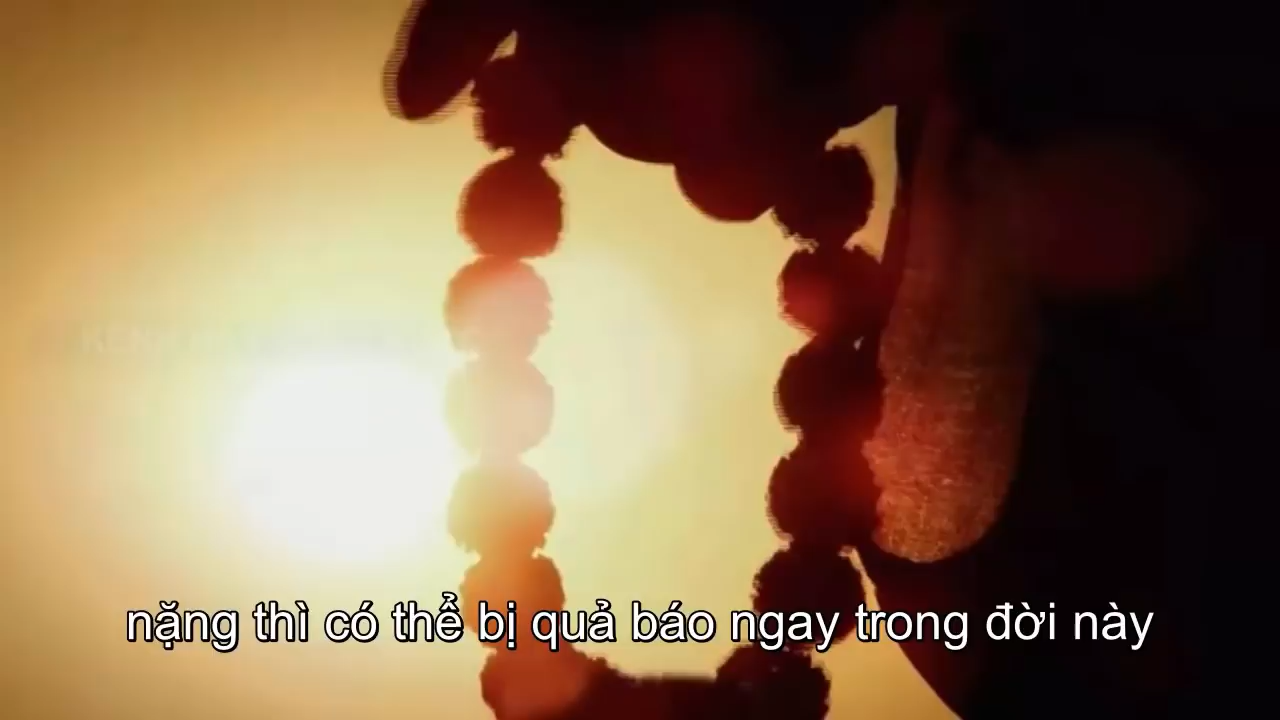 nặng thì có thể bị quả báo ngay trong đời này